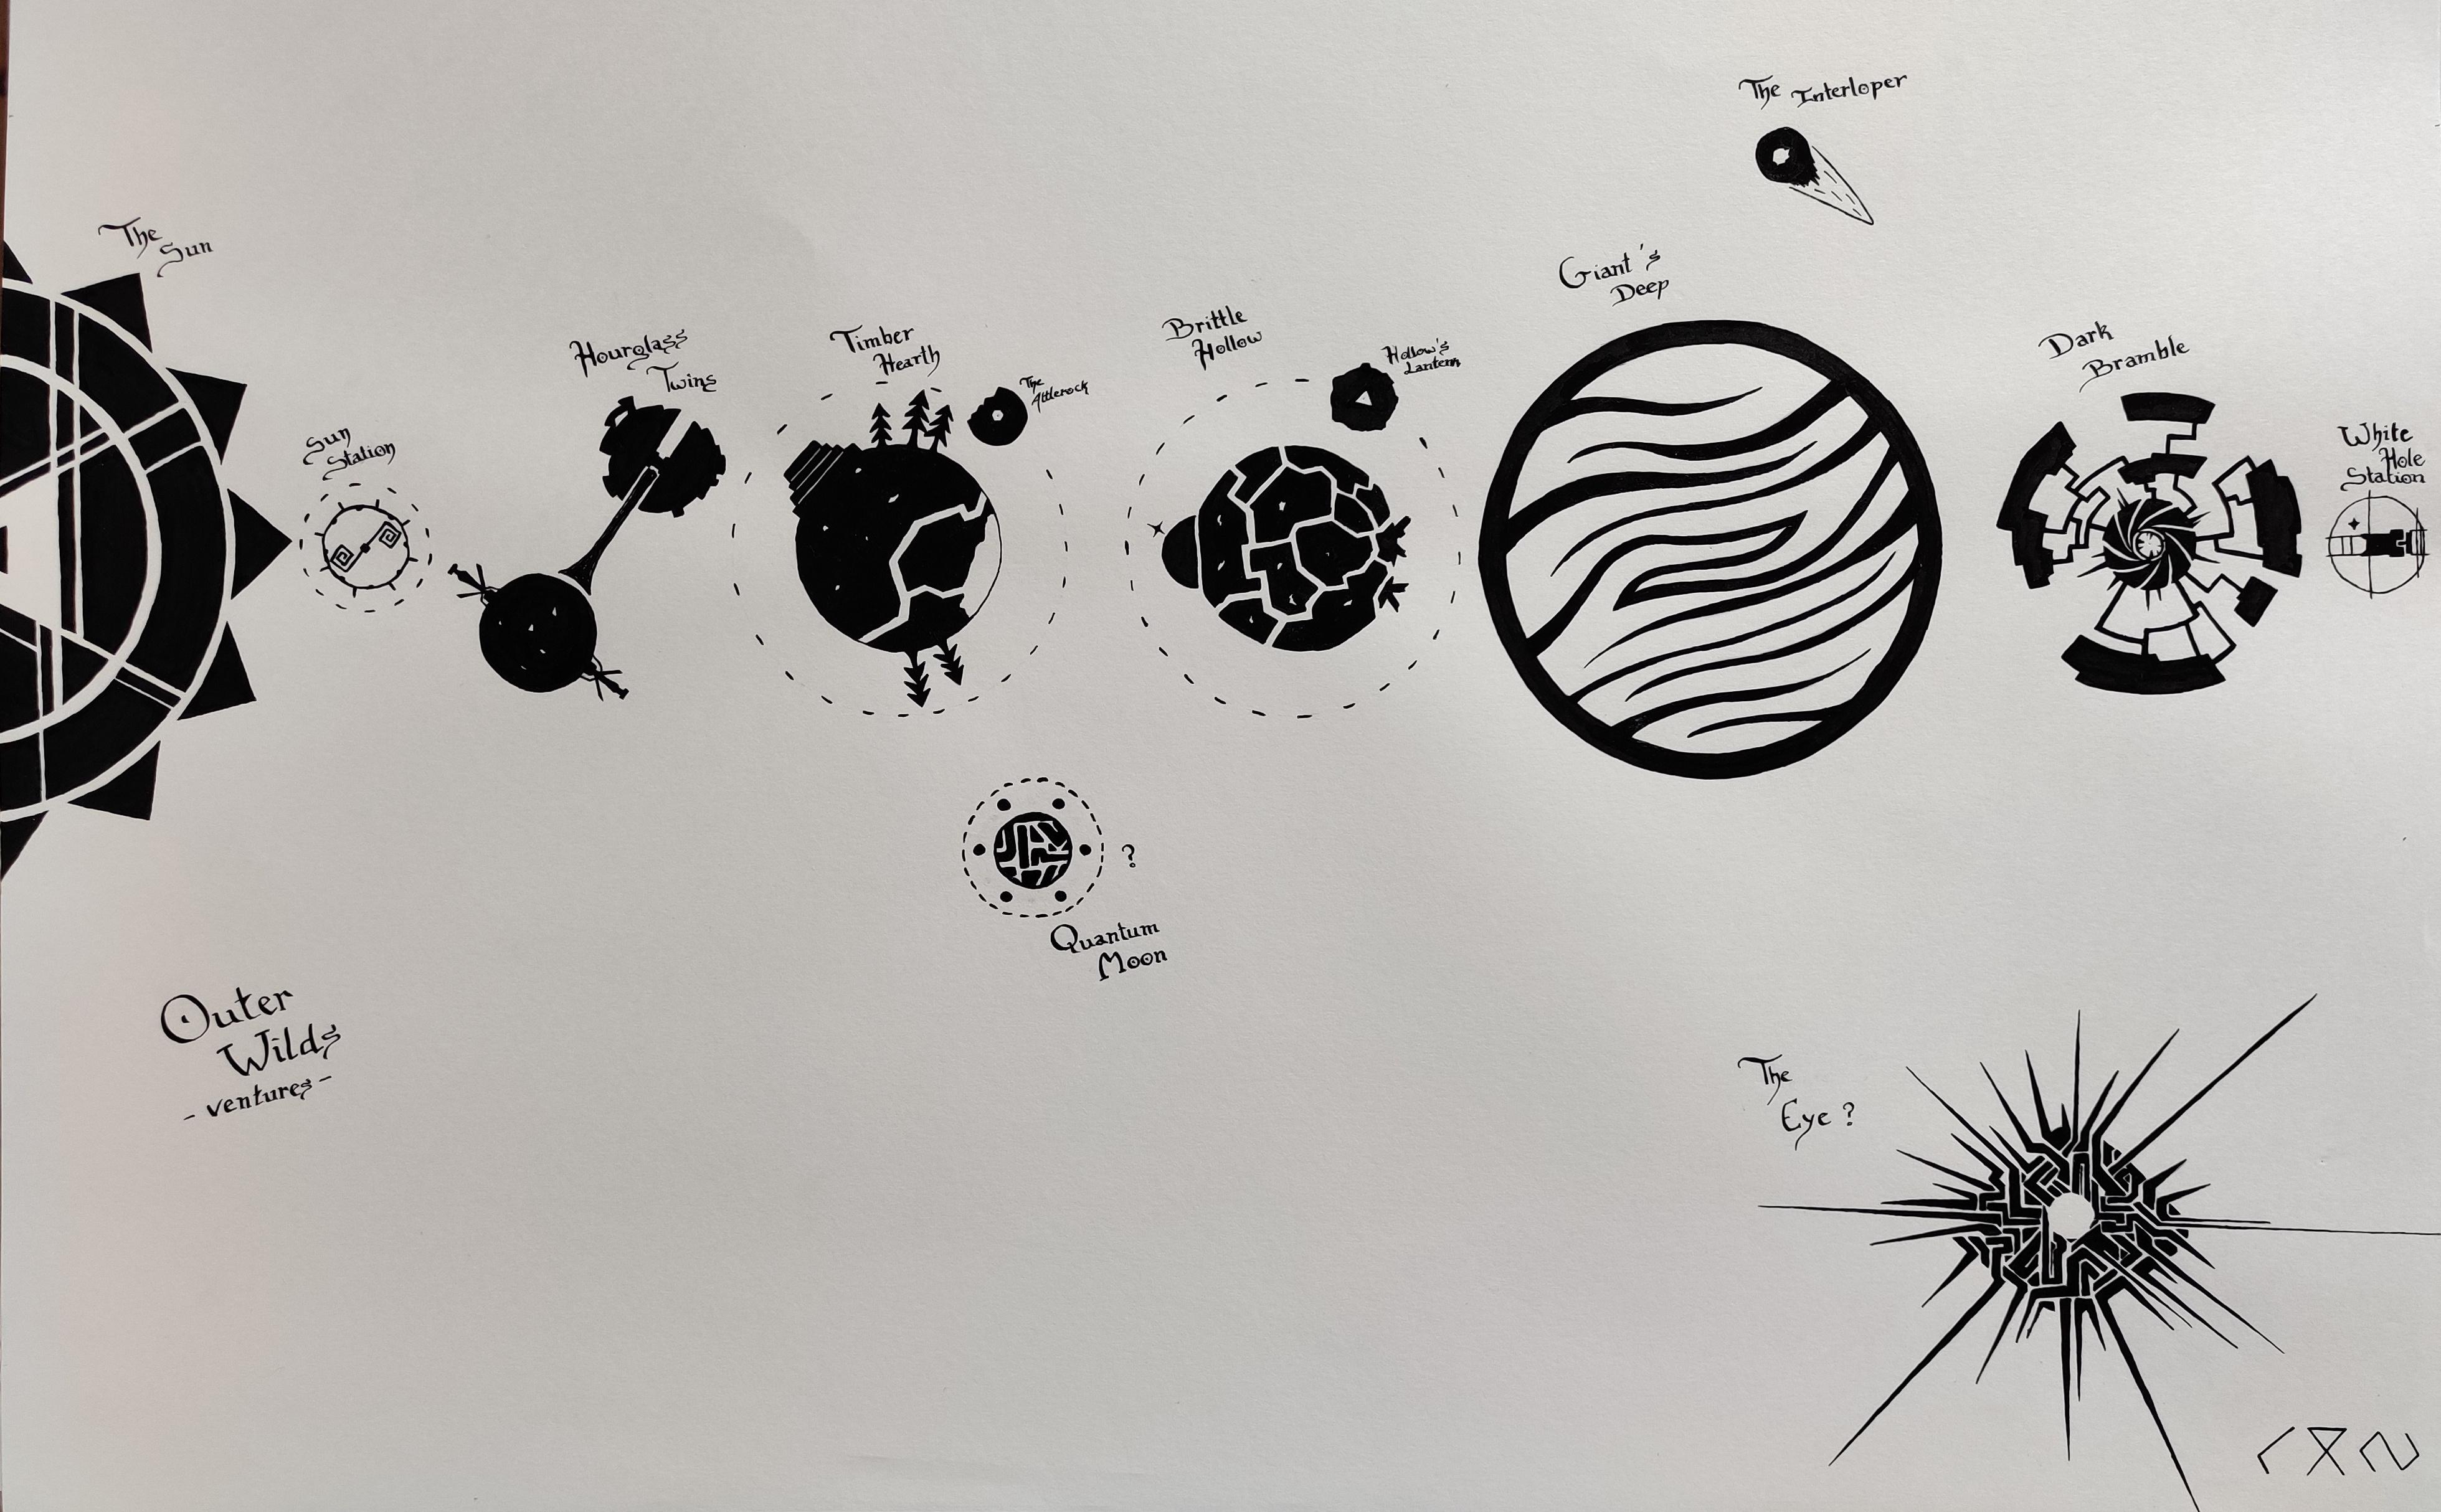 The
Interloper
The
Sun
Giant's
Deep
Hourglass
Twins
Timber
Hearth
The
Attlerock
Brittle
Hollow
Hollow's
Lantern
Dark
Bramble
Sun
Station
White
Hole
Station
?
Quantum
Moon
Outer
Wilds
- ventures -
The
Eye ?